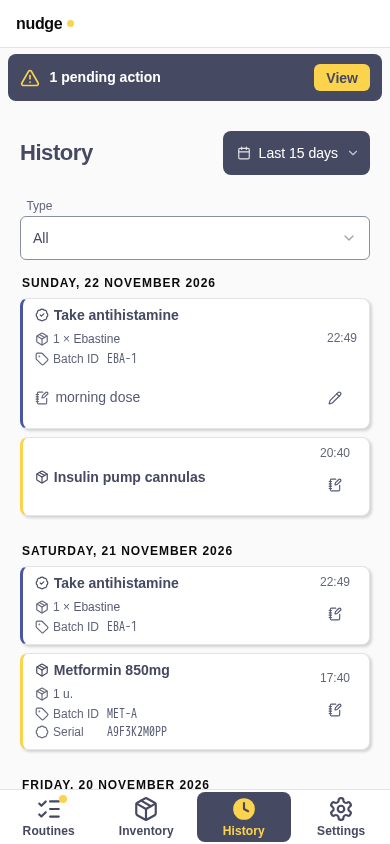 nudge
1 pending action
View
History
Last 15 days
Type
All
SUNDAY, 22 NOVEMBER 2026
Take antihistamine
1 × Ebastine
22:49
Batch ID EBA-1
morning dose
20:40
Insulin pump cannulas
SATURDAY, 21 NOVEMBER 2026
Take antihistamine
22:49
1 × Ebastine
Batch ID EBA-1
Metformin 850mg
17:40
1 u.
Batch ID MET-A
Serial A9F3K2M0PP
FRIDAY, 20 NOVEMBER 2026
Routines
Inventory
History
Settings